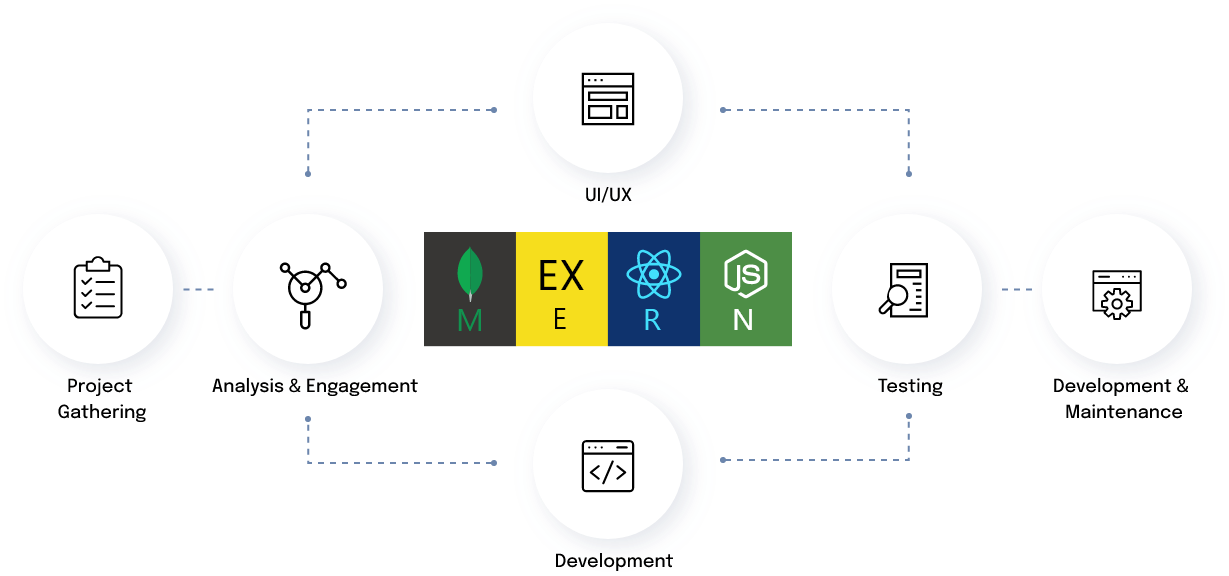 UI/UX
EX
JS
M
E
R
N
Project
Gathering
Analysis & Engagement
Testing
Development &
Maintenance
</>
Development